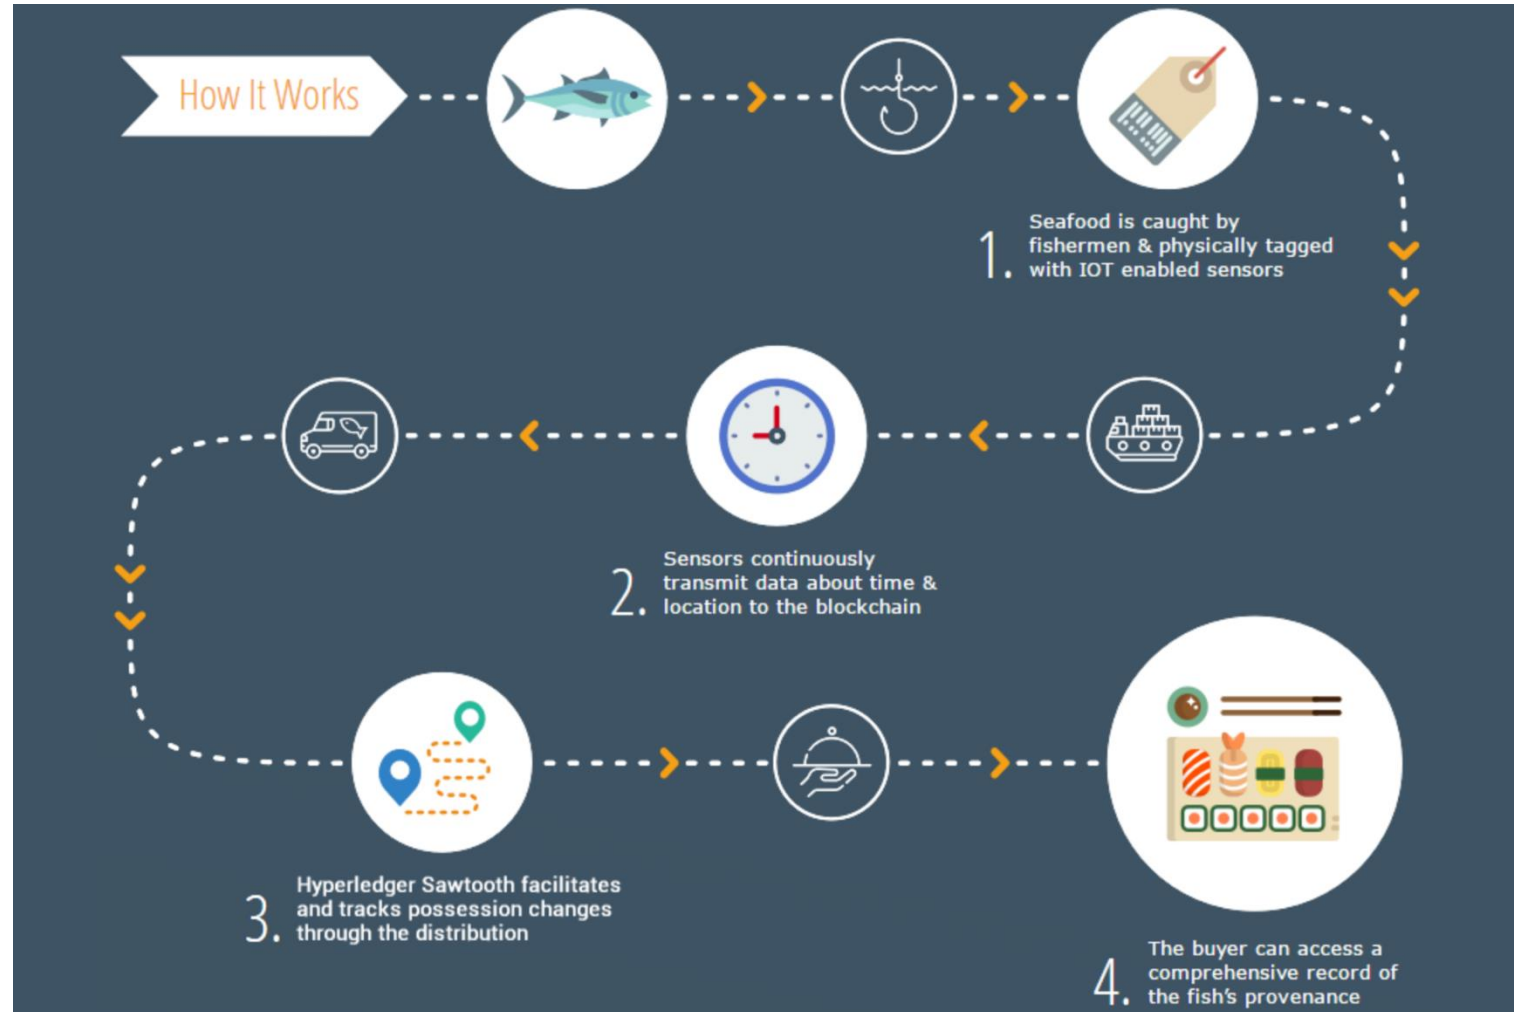 How It Works
1.
Seafood is caught by
fishermen & physically tagged
with IOT enabled sensors
2.
Sensors continuously
transmit data about time &
location to the blockchain
3.
Hyperledger Sawtooth facilitates
and tracks possession changes
through the distribution
4.
The buyer can access a
comprehensive record of
the fish's provenance